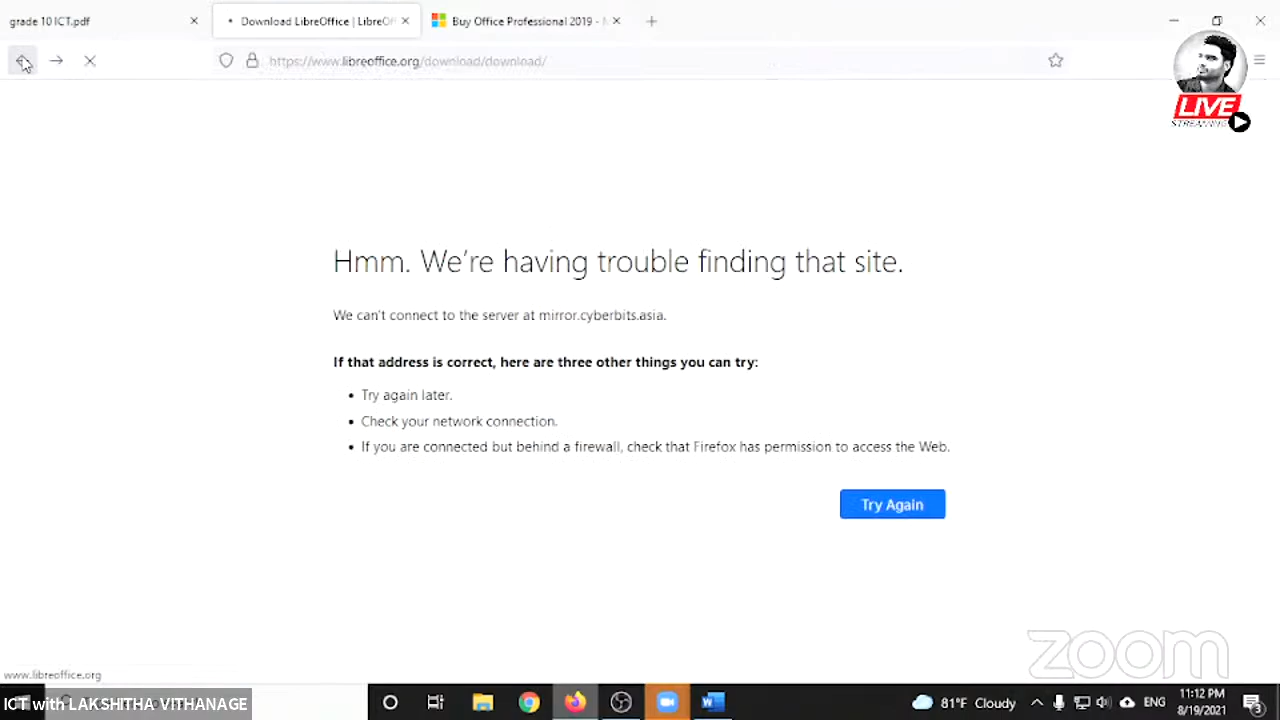 grade 10 ICT.pdf
Download LibreOffice | LibreOf
Buy Office Professional 2019 -
https://www.libreoffice.org/download/download/
LIVE
STREAMING
Hmm. We're having trouble finding that site.
We can't connect to the server at mirror.cyberbits.asia.
If that address is correct, here are three other things you can try:
• Try again later.
• Check your network connection.
• If you are connected but behind a firewall, check that Firefox has permission to access the Web.
Try Again
zoom
www.libreoffice.org
ICT with LAKSHITHA VITHANAGE
81°F Cloudy
ENG
11:12 PM
8/19/2021
3